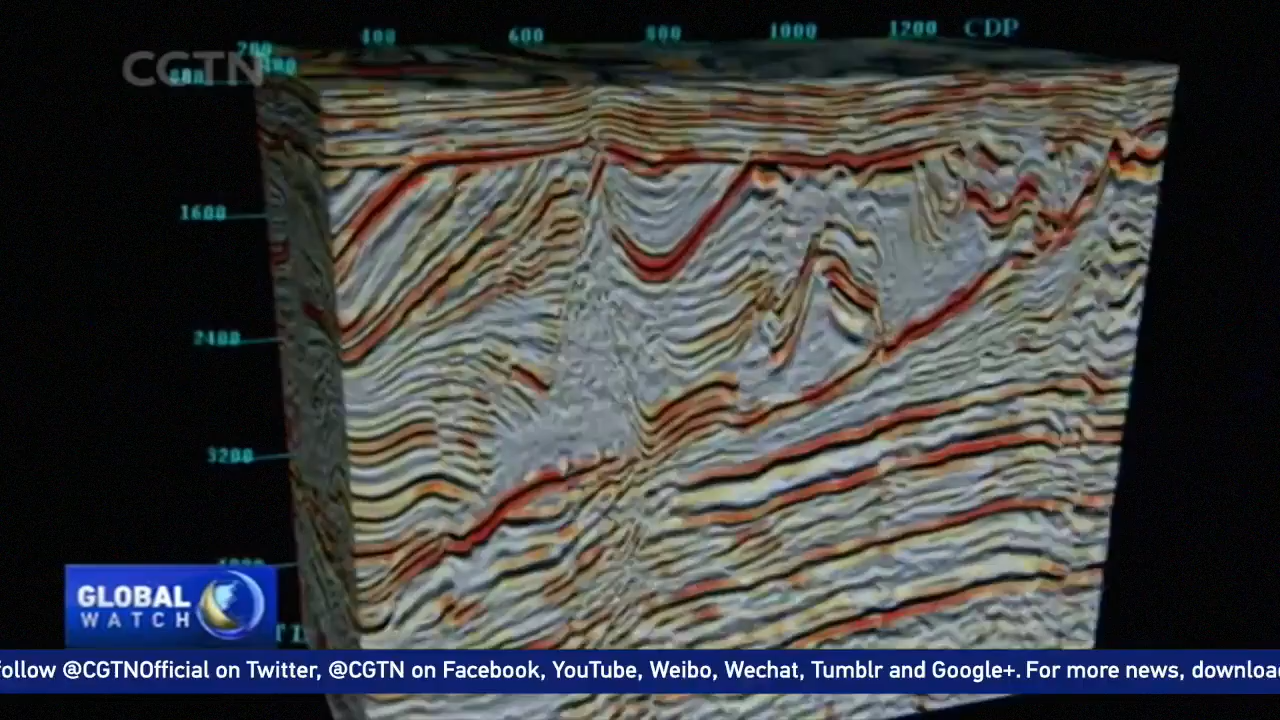 400 600 800 1000 1200 CDP
200
CGTN
1600
2400
3200
GLOBAL
WATCH
follow @CGTNOfficial on Twitter, @CGTN on Facebook, YouTube, Weibo, Wechat, Tumblr and Google+. For more news, download